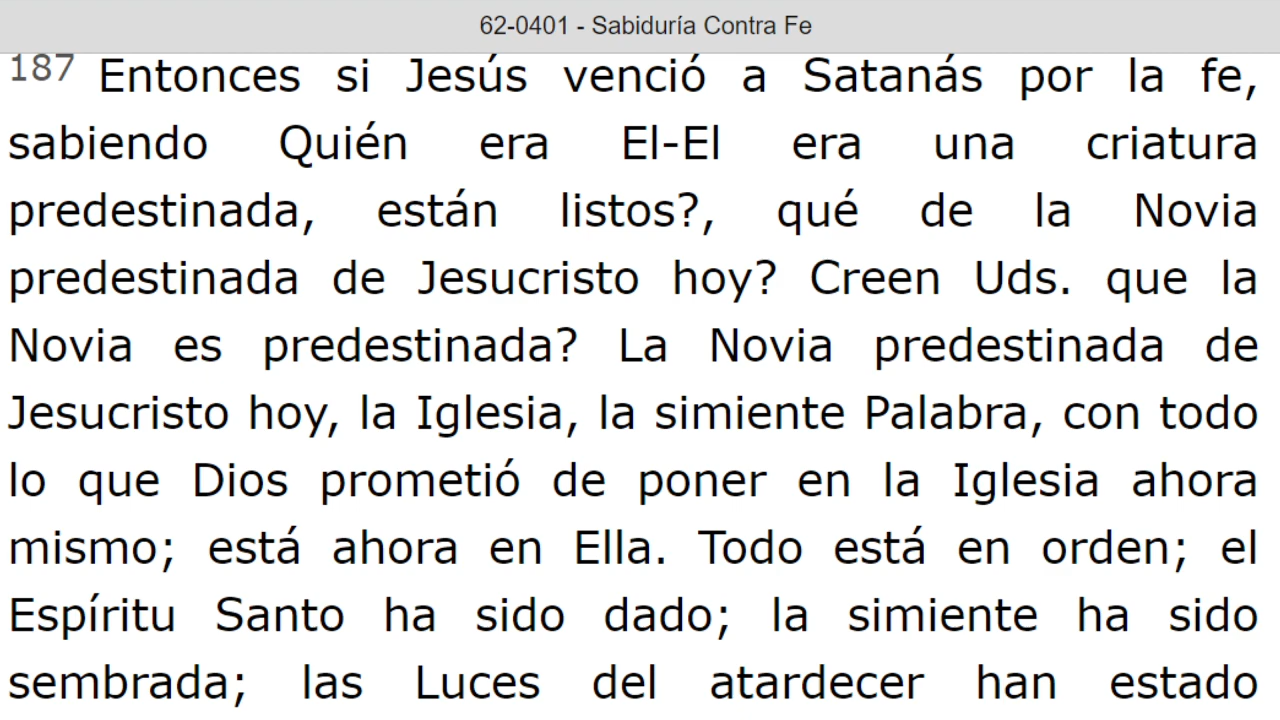 62-0401 - Sabiduría Contra Fe
187 Entonces si Jesús venció a Satanás por la fe,
sabiendo Quién era El-El era una criatura
predestinada, están listos?, qué de la Novia
predestinada de Jesucristo hoy? Creen Uds. que la
Novia es predestinada? La Novia predestinada de
Jesucristo hoy, la Iglesia, la simiente Palabra, con todo
lo que Dios prometió de poner en la Iglesia ahora
mismo; está ahora en Ella. Todo está en orden; el
Espíritu Santo ha sido dado; la simiente ha sido
sembrada; las Luces del atardecer han estado